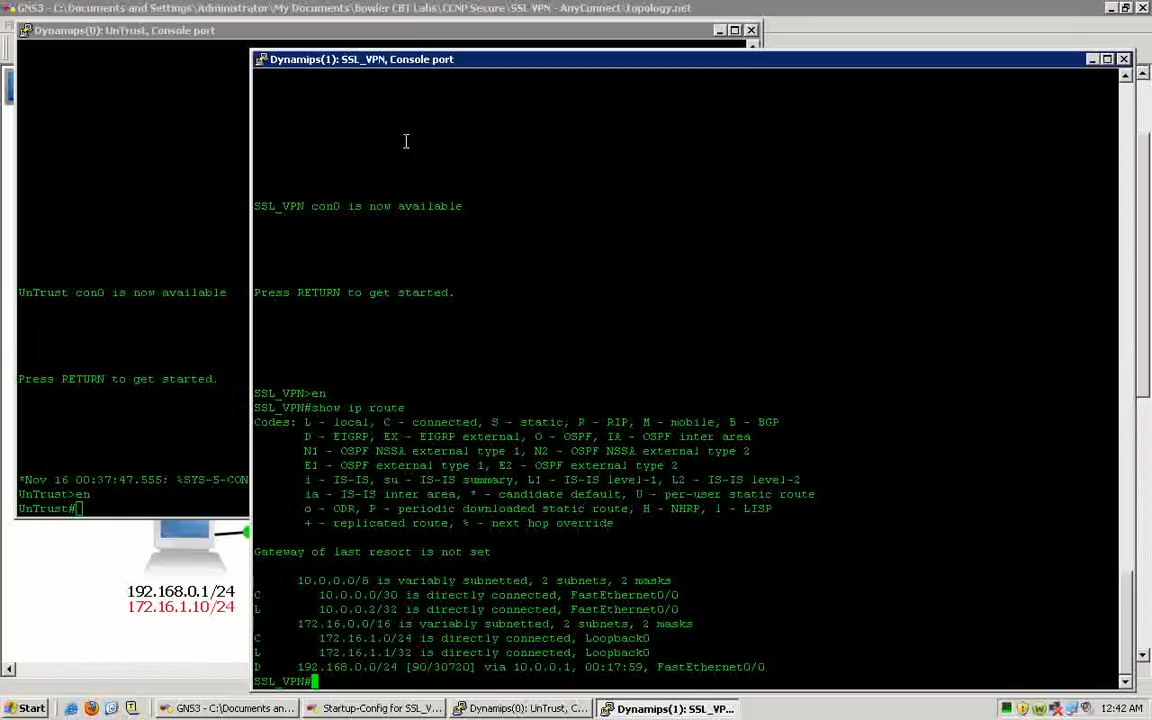 GNS3 - C:\Documents and Settings\Administrator\My Documents\Bowler CBT Labs\CCNP Secure\SSL VPN - AnyConnect\topology.net
Dynamips(0): UnTrust, Console port
UnTrust con0 is now available
Press RETURN to get started.
*Nov 16 00:37:47.555: %SYS-5-CON
UnTrust>en
UnTrust#
Dynamips(1): SSL_VPN, Console port
SSL_VPN con0 is now available
Press RETURN to get started.
SSL_VPN>en
SSL_VPN#show ip route
Codes: L - local, C - connected, S - static, R - RIP, M - mobile, B - BGP
D - EIGRP, EX - EIGRP external, O - OSPF, IA - OSPF inter area
N1 - OSPF NSSA external type 1, N2 - OSPF NSSA external type 2
E1 - OSPF external type 1, E2 - OSPF external type 2
i - IS-IS, su - IS-IS summary, L1 - IS-IS level-1, L2 - IS-IS level-2
ia - IS-IS inter area, * - candidate default, U - per-user static route
o - ODR, P - periodic downloaded static route, H - NHRP, l - LISP
+ - replicated route, % - next hop override
Gateway of last resort is not set
10.0.0.0/8 is variably subnetted, 2 subnets, 2 masks
C 10.0.0.0/30 is directly connected, FastEthernet0/0
L 10.0.0.2/32 is directly connected, FastEthernet0/0
172.16.0.0/16 is variably subnetted, 2 subnets, 2 masks
C 172.16.1.0/24 is directly connected, Loopback0
L 172.16.1.1/32 is directly connected, Loopback0
D 192.168.0.0/24 [90/30720] via 10.0.0.1, 00:17:59, FastEthernet0/0
SSL_VPN#
192.168.0.1/24
172.16.1.10/24
Start
GNS3 - C:\Documents an...
Startup-Config for SSL_V...
Dynamips(0): UnTrust, C...
Dynamips(1): SSL_VP...
12:42 AM